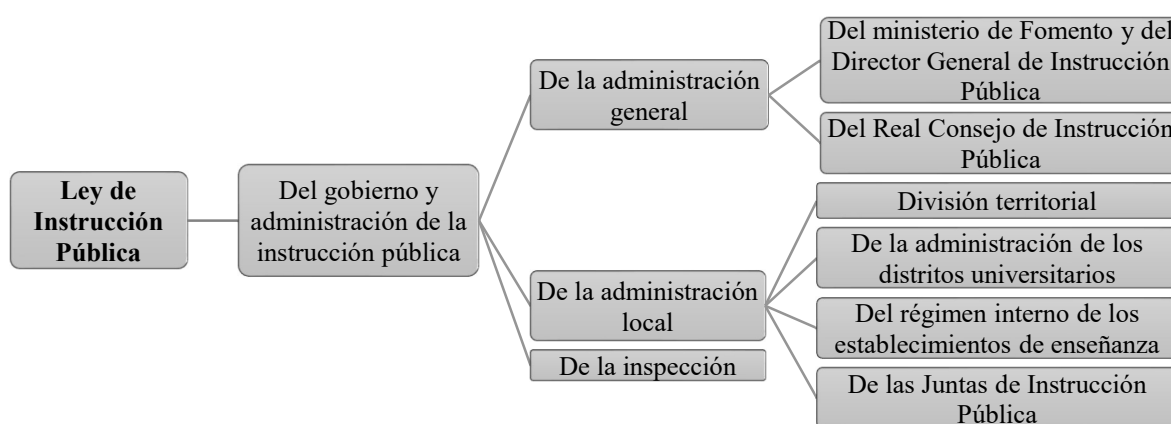 Ley de
Instrucción
Pública
Del gobierno y
administración de la
instrucción pública
De la administración
general
Del ministerio de Fomento y del
Director General de Instrucción
Pública
Del Real Consejo de Instrucción
Pública
De la administración
local
División territorial
De la administración de los
distritos universitarios
Del régimen interno de los
establecimientos de enseñanza
De las Juntas de Instrucción
Pública
De la inspección